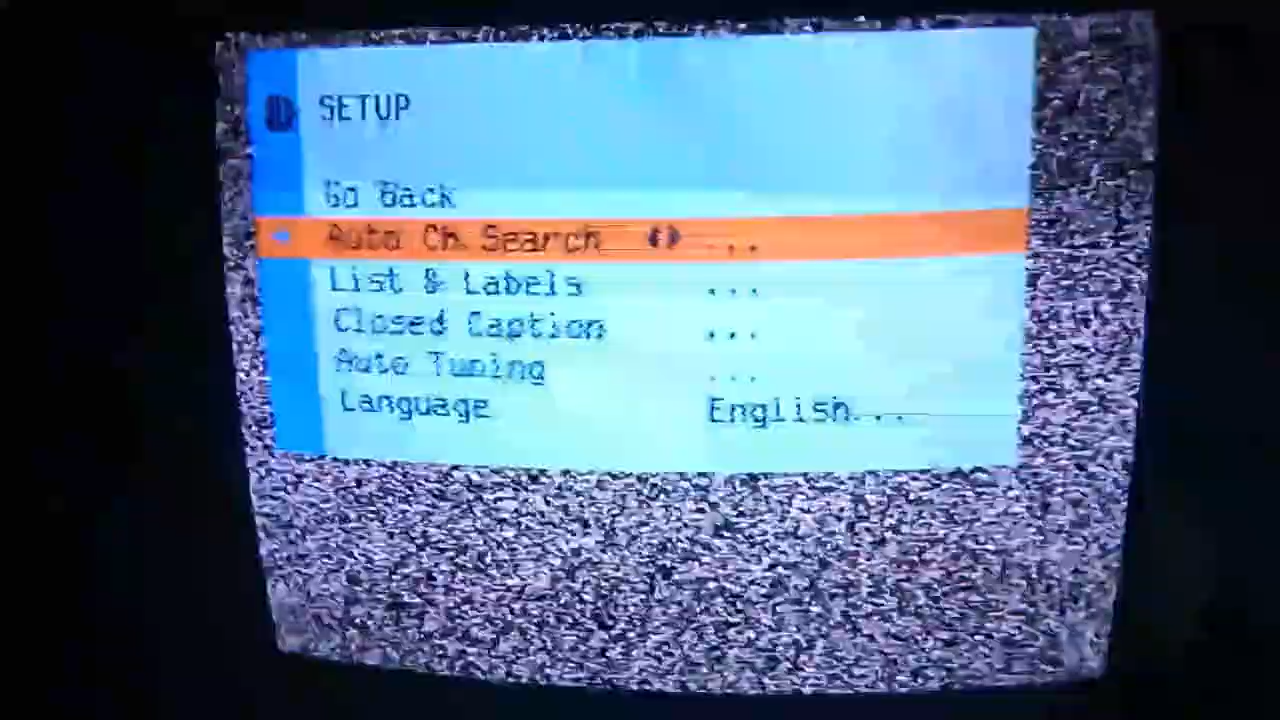 SETUP
Go Back
Auto Ch. Search ...
List & Labels ...
Closed Caption ...
Auto Tuning ...
Language English...